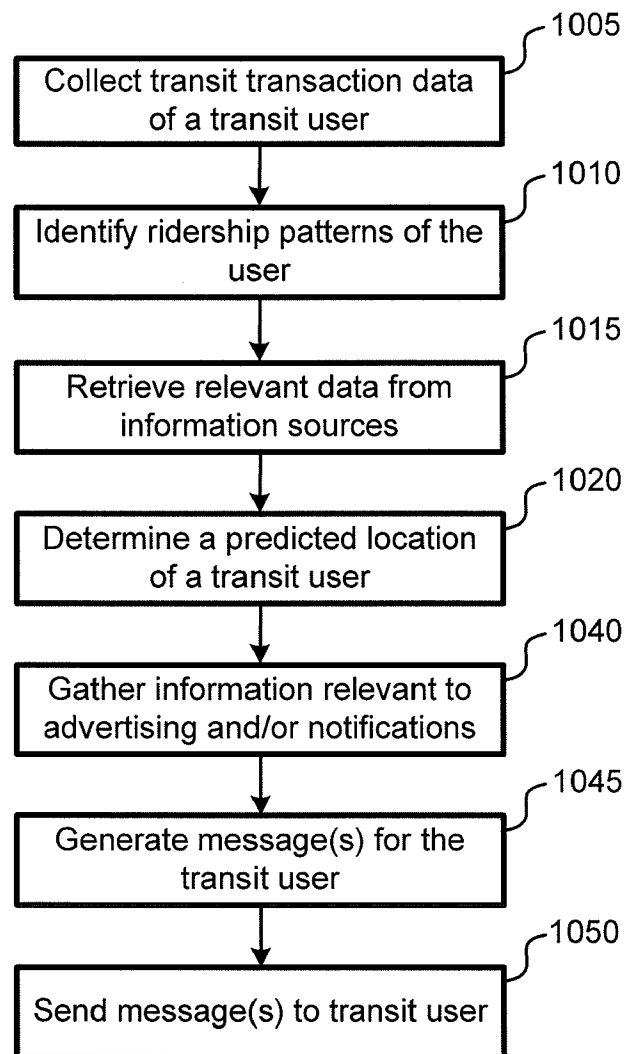 1005
Collect transit transaction data
of a transit user
1010
Identify ridership patterns of the
user
1015
Retrieve relevant data from
information sources
1020
Determine a predicted location
of a transit user
1040
Gather information relevant to
advertising and/or notifications
1045
Generate message(s) for the
transit user
1050
Send message(s) to transit user